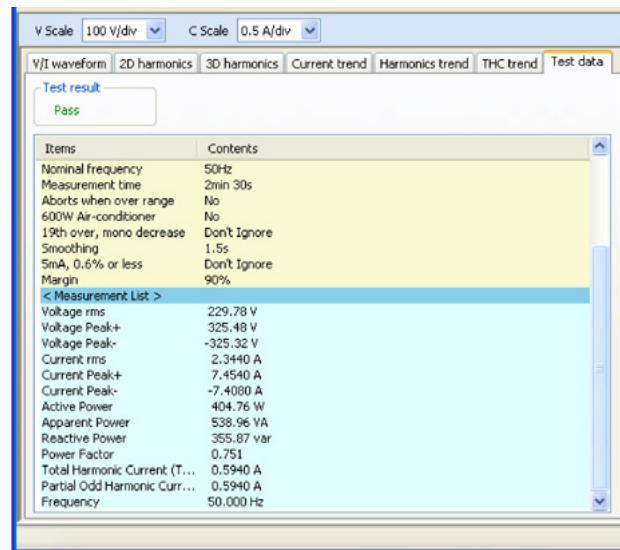 V Scale 100 V/div C Scale 0.5 A/div
V/I waveform 2D harmonics 3D harmonics Current trend Harmonics trend THC trend Test data
Test result
Pass
Items Contents
Nominal frequency 50Hz
Measurement time 2min 30s
Aborts when over range No
600W Air-conditioner No
19th over, mono decrease Don't Ignore
Smoothing 1.5s
5mA, 0.6% or less Don't Ignore
Margin 90%
< Measurement List >
Voltage rms 229.78 V
Voltage Peak+ 325.48 V
Voltage Peak- -325.32 V
Current rms 2.3440 A
Current Peak+ 7.4540 A
Current Peak- -7.4080 A
Active Power 404.76 W
Apparent Power 538.96 VA
Reactive Power 355.87 var
Power Factor 0.751
Total Harmonic Current (T... 0.5940 A
Partial Odd Harmonic Curr... 0.5940 A
Frequency 50.000 Hz